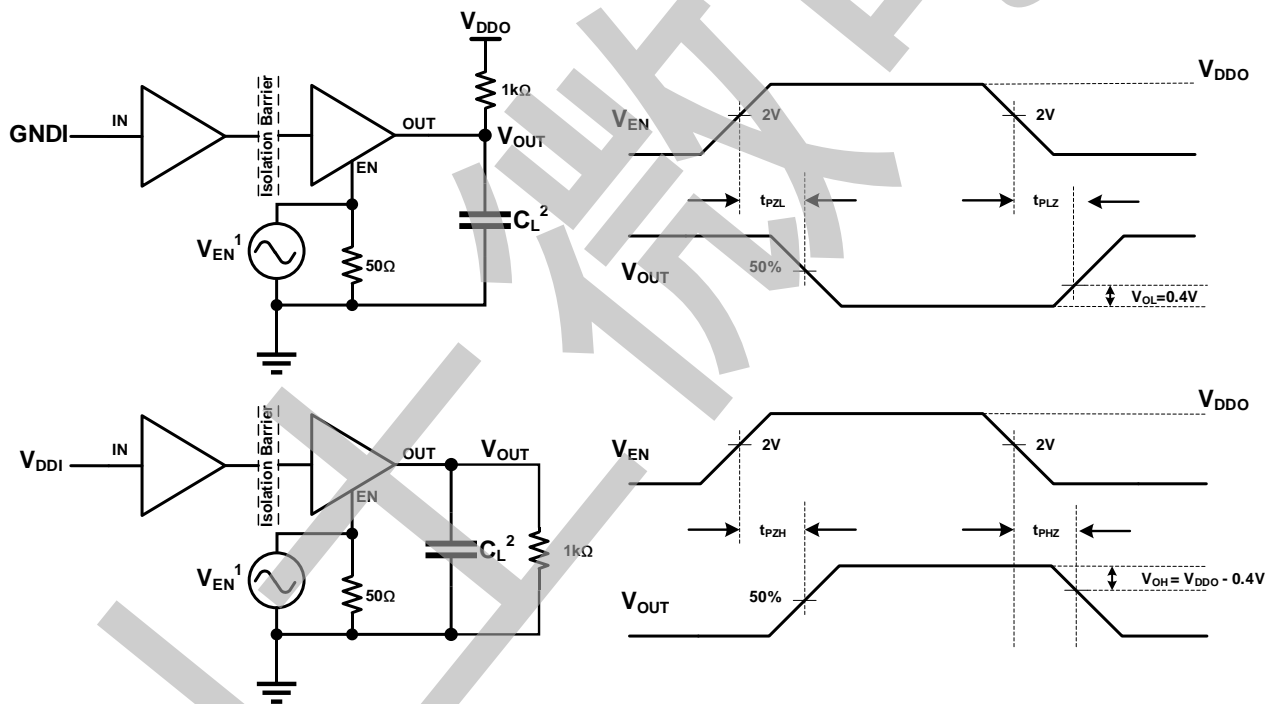 VDDO
1kΩ
Isolation Barrier
GNDI
IN
OUT
VOUT
EN
CL²
VEN¹
50Ω
VDDO
VEN
2V
2V
tPZL
tPLZ
VOUT
50%
VOL=0.4V
Isolation Barrier
VDDI
IN
OUT
VOUT
EN
CL²
1kΩ
VEN¹
50Ω
VDDO
VEN
2V
2V
tPZH
tPHZ
VOUT
50%
VOH = VDDO - 0.4V